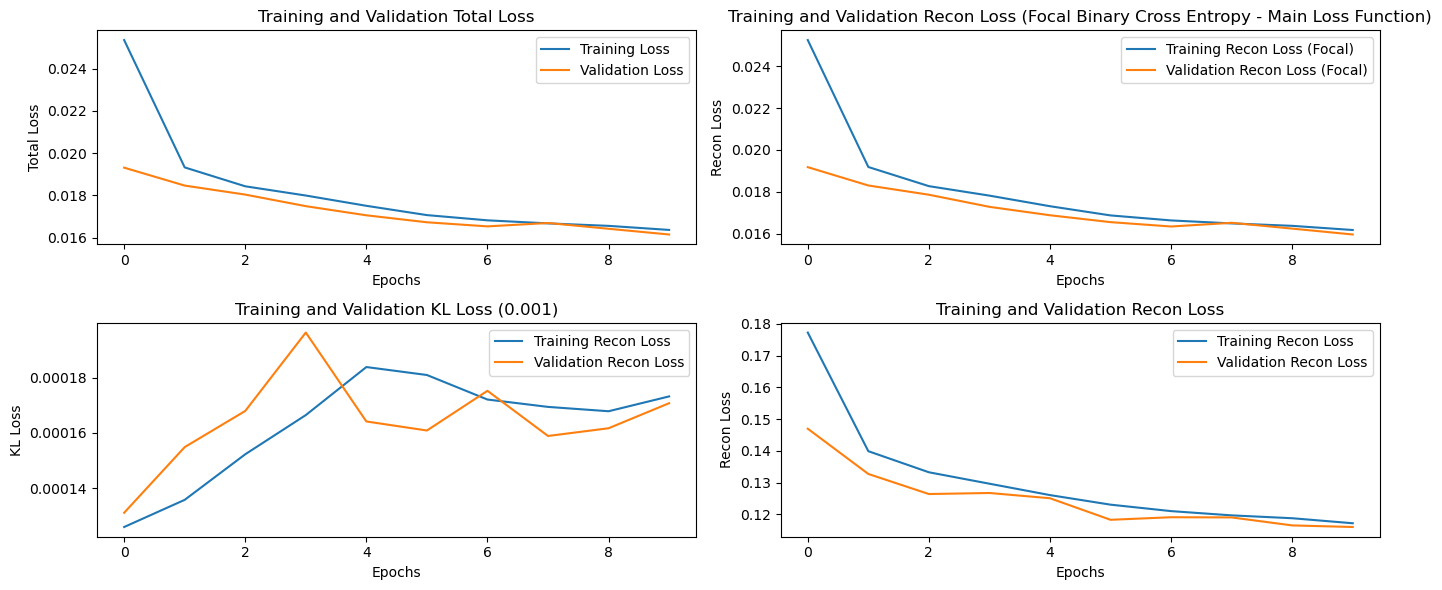 Training and Validation Total Loss
Total Loss
0.024
0.022
0.020
0.018
0.016
Training Loss
Validation Loss
0 2 4 6 8
Epochs
Training and Validation Recon Loss (Focal Binary Cross Entropy - Main Loss Function)
Recon Loss
0.024
0.022
0.020
0.018
0.016
Training Recon Loss (Focal)
Validation Recon Loss (Focal)
0 2 4 6 8
Epochs
Training and Validation KL Loss (0.001)
KL Loss
0.00018
0.00016
0.00014
Training Recon Loss
Validation Recon Loss
0 2 4 6 8
Epochs
Training and Validation Recon Loss
Recon Loss
0.18
0.17
0.16
0.15
0.14
0.13
0.12
Training Recon Loss
Validation Recon Loss
0 2 4 6 8
Epochs